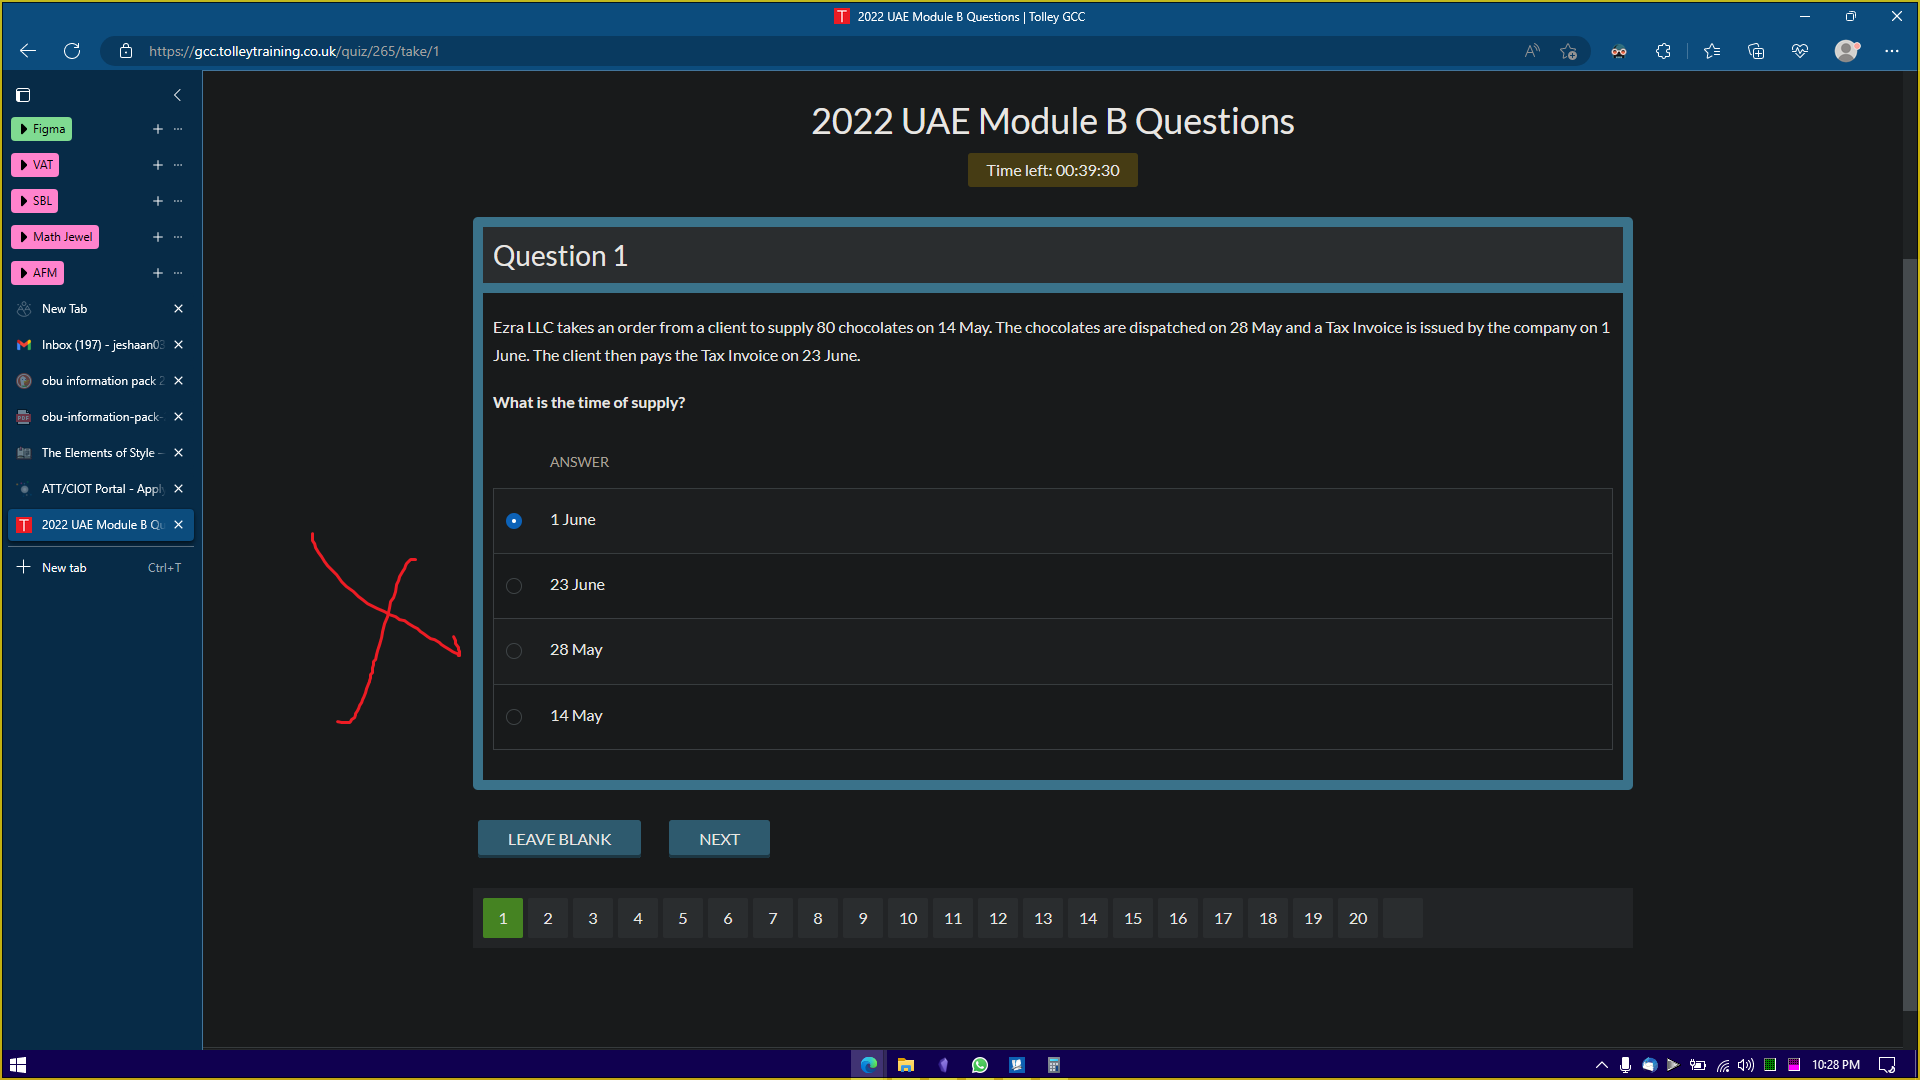 2022 UAE Module B Questions | Tolley GCC
https://gcc.tolleytraining.co.uk/quiz/265/take/1
Figma
VAT
SBL
Math Jewel
AFM
New Tab
Inbox (197) - jeshaan03
obu information pack 2
obu-information-pack-
The Elements of Style –
ATT/CIOT Portal - Apply
2022 UAE Module B Qu
New tab Ctrl+T
2022 UAE Module B Questions
Time left: 00:39:30
Question 1
Ezra LLC takes an order from a client to supply 80 chocolates on 14 May. The chocolates are dispatched on 28 May and a Tax Invoice is issued by the company on 1
June. The client then pays the Tax Invoice on 23 June.
What is the time of supply?
ANSWER
1 June
23 June
28 May
14 May
LEAVE BLANK NEXT
1 2 3 4 5 6 7 8 9 10 11 12 13 14 15 16 17 18 19 20
10:28 PM